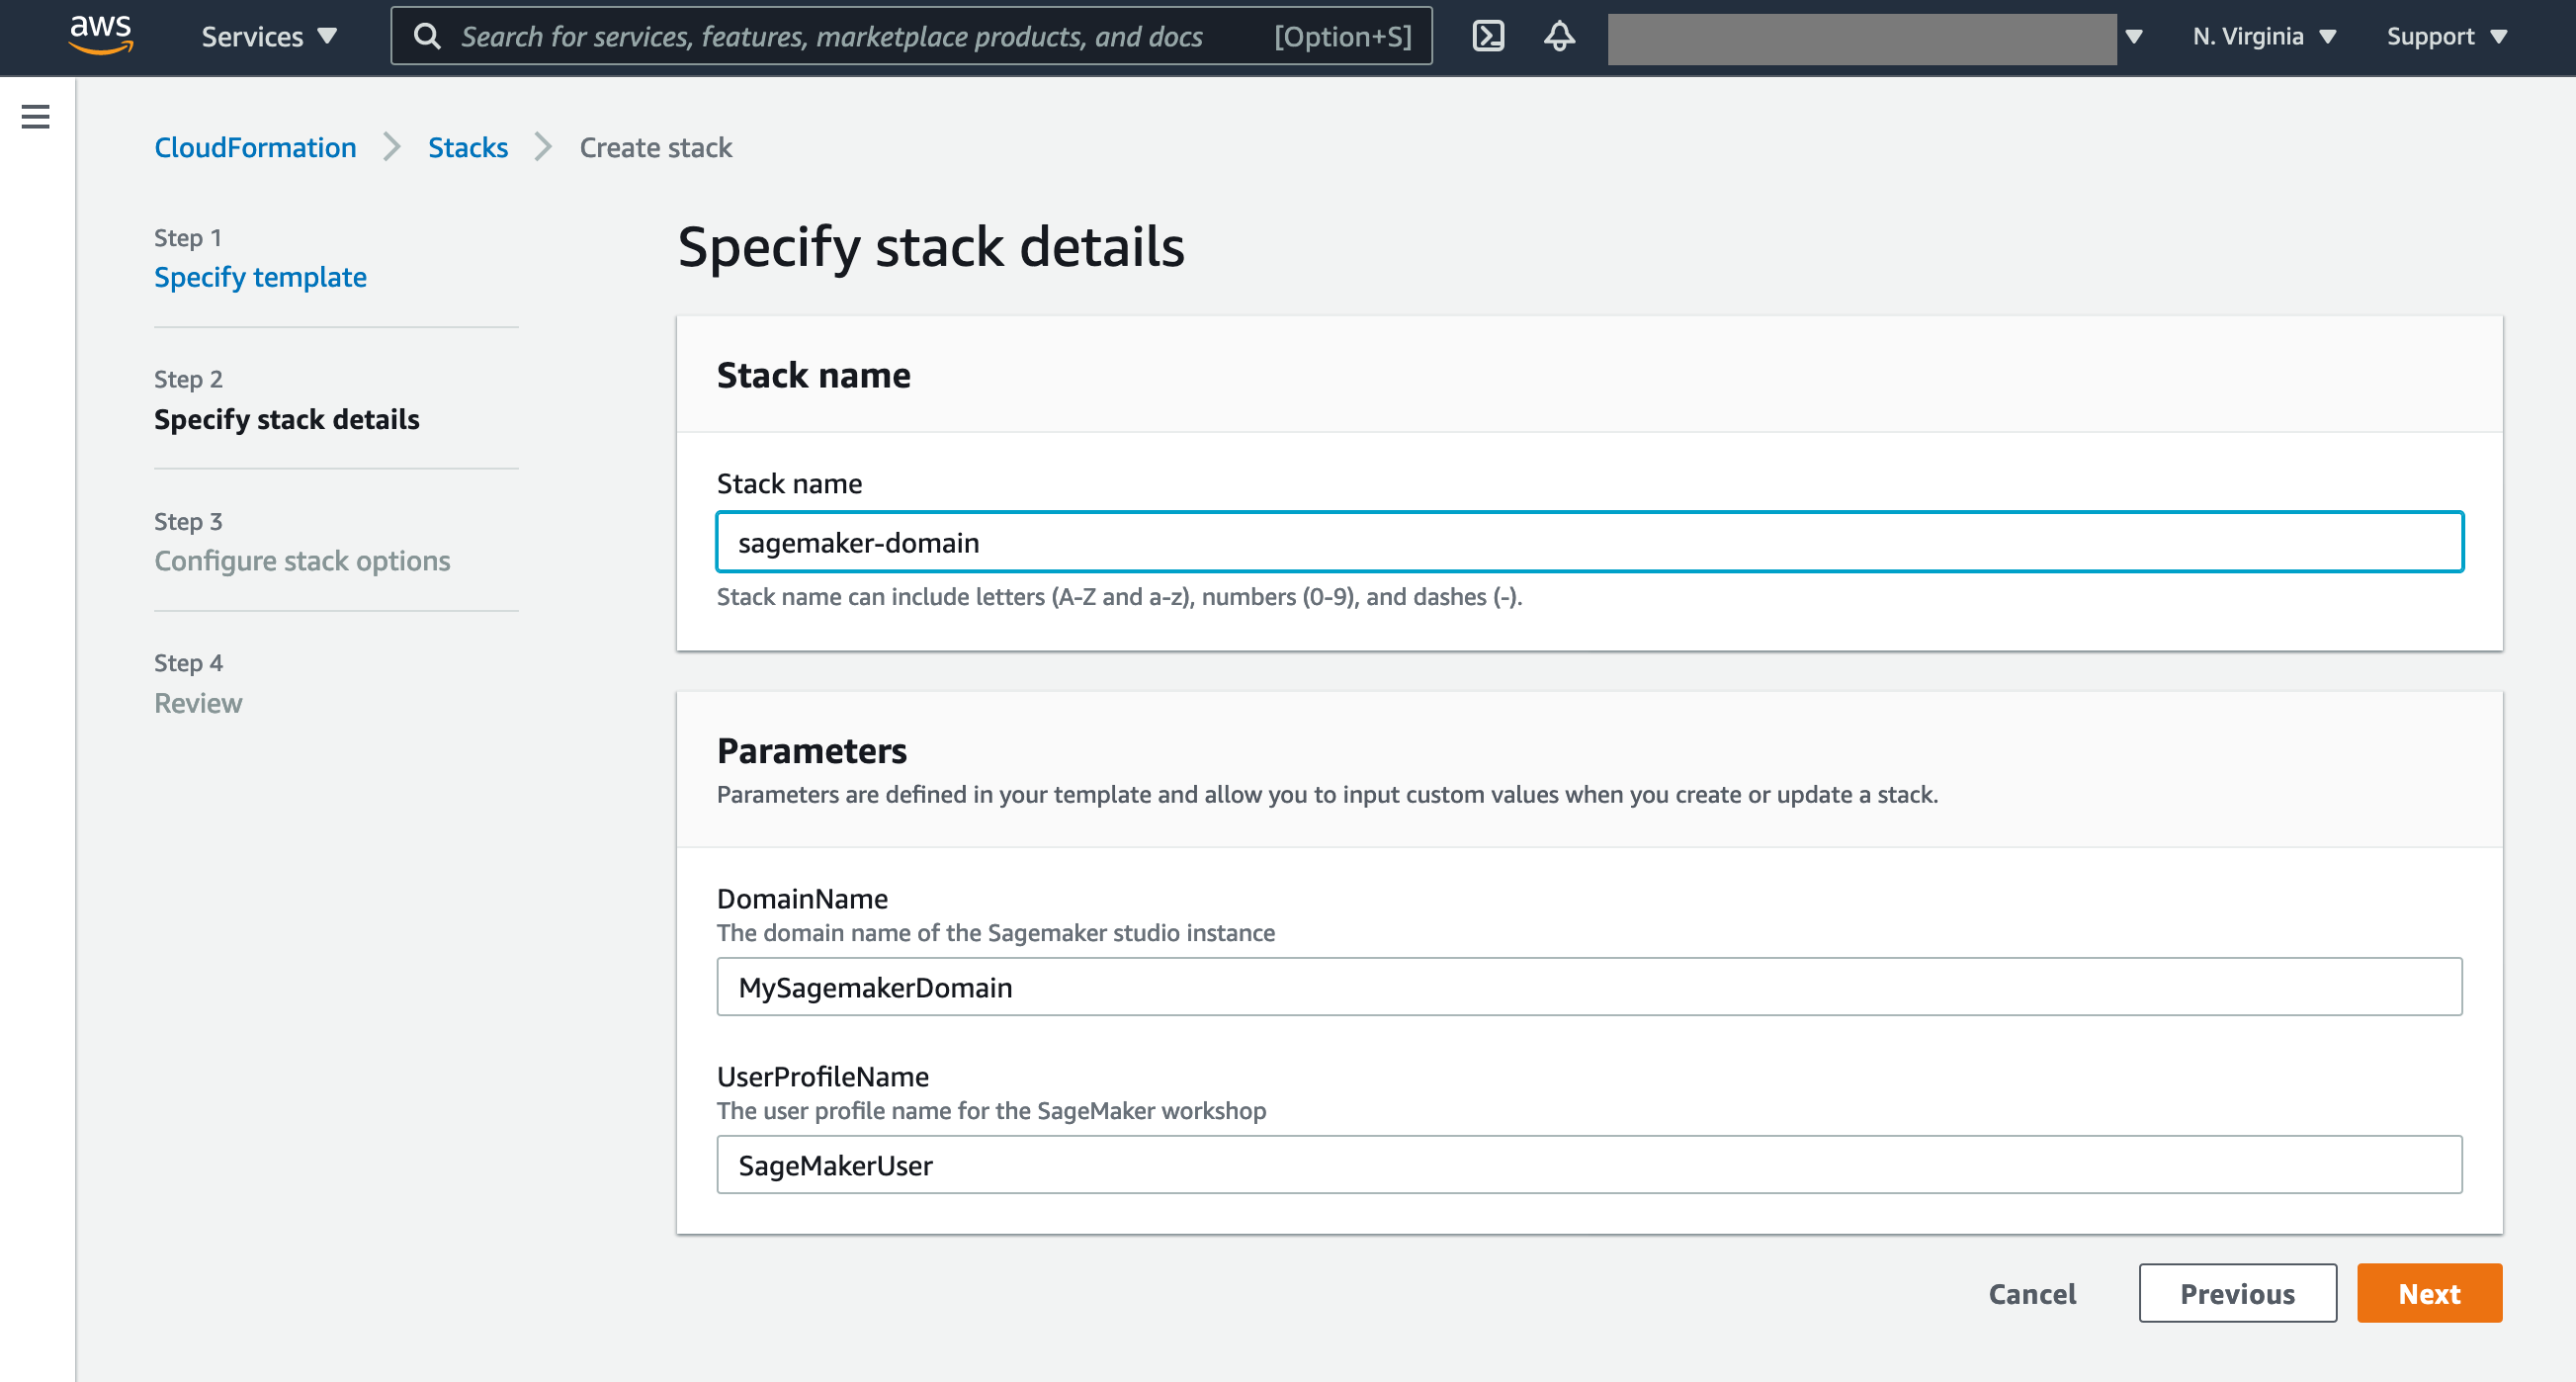 aws
Services
Search for services, features, marketplace products, and docs
[Option+S]
N. Virginia
Support
CloudFormation
Stacks
Create stack
Step 1
Specify template
Step 2
Specify stack details
Step 3
Configure stack options
Step 4
Review
Specify stack details
Stack name
Stack name
sagemaker-domain
Stack name can include letters (A-Z and a-z), numbers (0-9), and dashes (-).
Parameters
Parameters are defined in your template and allow you to input custom values when you create or update a stack.
DomainName
The domain name of the Sagemaker studio instance
MySagemakerDomain
UserProfileName
The user profile name for the SageMaker workshop
SageMakerUser
Cancel
Previous
Next